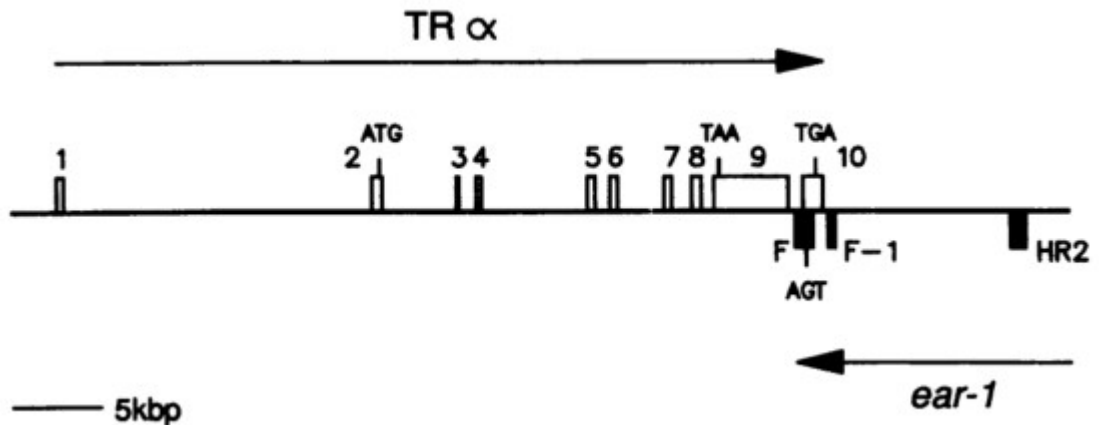 TR α
ATG TAA TGA
1 2 3 4 5 6 7 8 9 10
F F-1 HR2
AGT
ear-1
5kbp